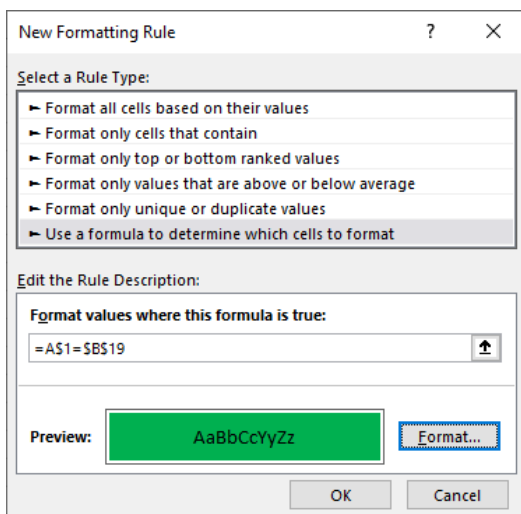 New Formatting Rule ? ×
Select a Rule Type:
► Format all cells based on their values
► Format only cells that contain
► Format only top or bottom ranked values
► Format only values that are above or below average
► Format only unique or duplicate values
► Use a formula to determine which cells to format
Edit the Rule Description:
Format values where this formula is true:
=A$1=$B$19
Preview: AaBbCcYyZz Format...
OK Cancel